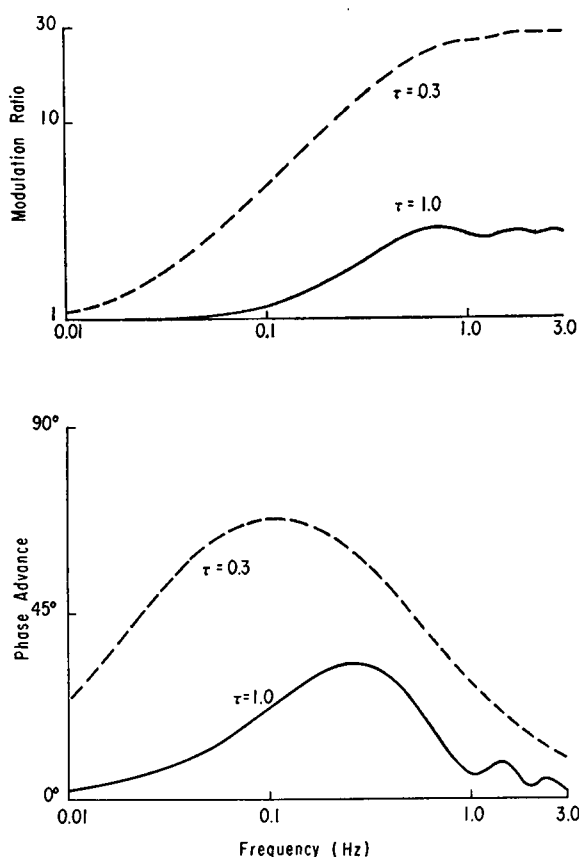 30
10
Modulation Ratio
τ = 0.3
τ = 1.0
1
0.01 0.1 1.0 3.0
90°
45°
Phase Advance
τ = 0.3
τ = 1.0
0°
0.01 0.1 1.0 3.0
Frequency (Hz)